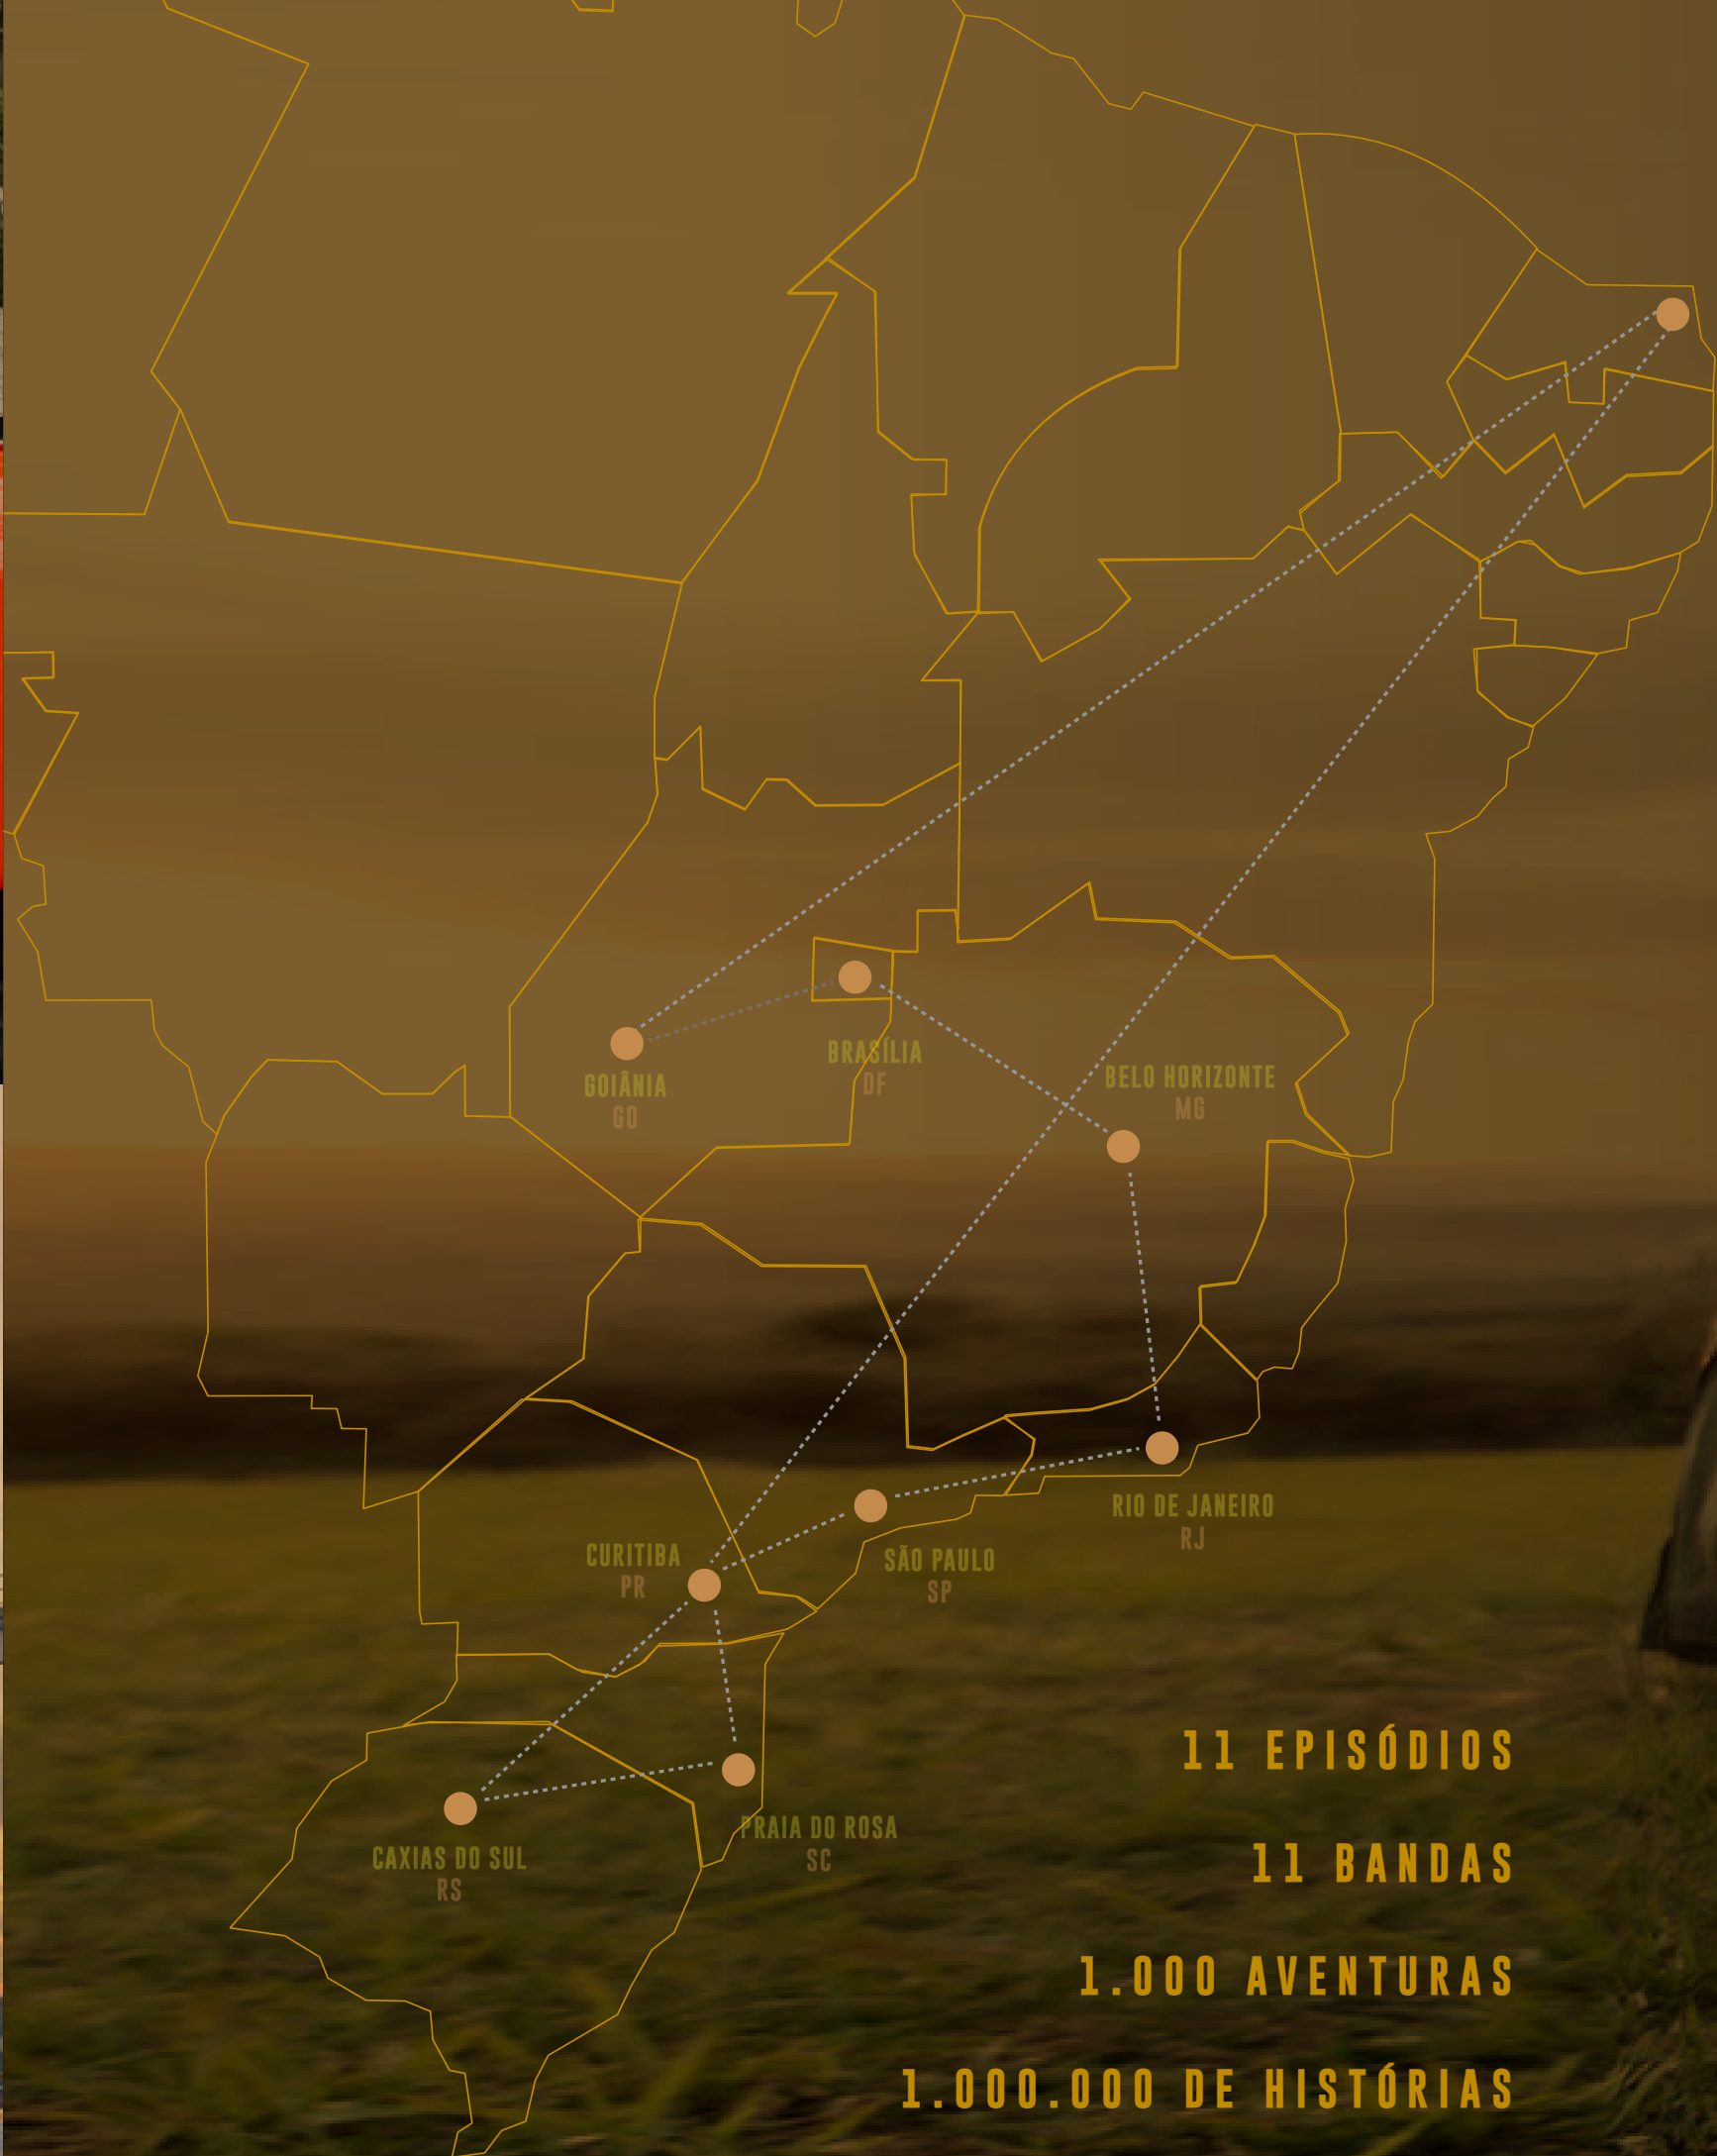 BRASÍLIA
DF
GOIÂNIA
GO
BELO HORIZONTE
MG
RIO DE JANEIRO
RJ
CURITIBA
PR
SÃO PAULO
SP
PRAIA DO ROSA
SC
CAXIAS DO SUL
RS
11 EPISÓDIOS
11 BANDAS
1.000 AVENTURAS
1.000.000 DE HISTÓRIAS